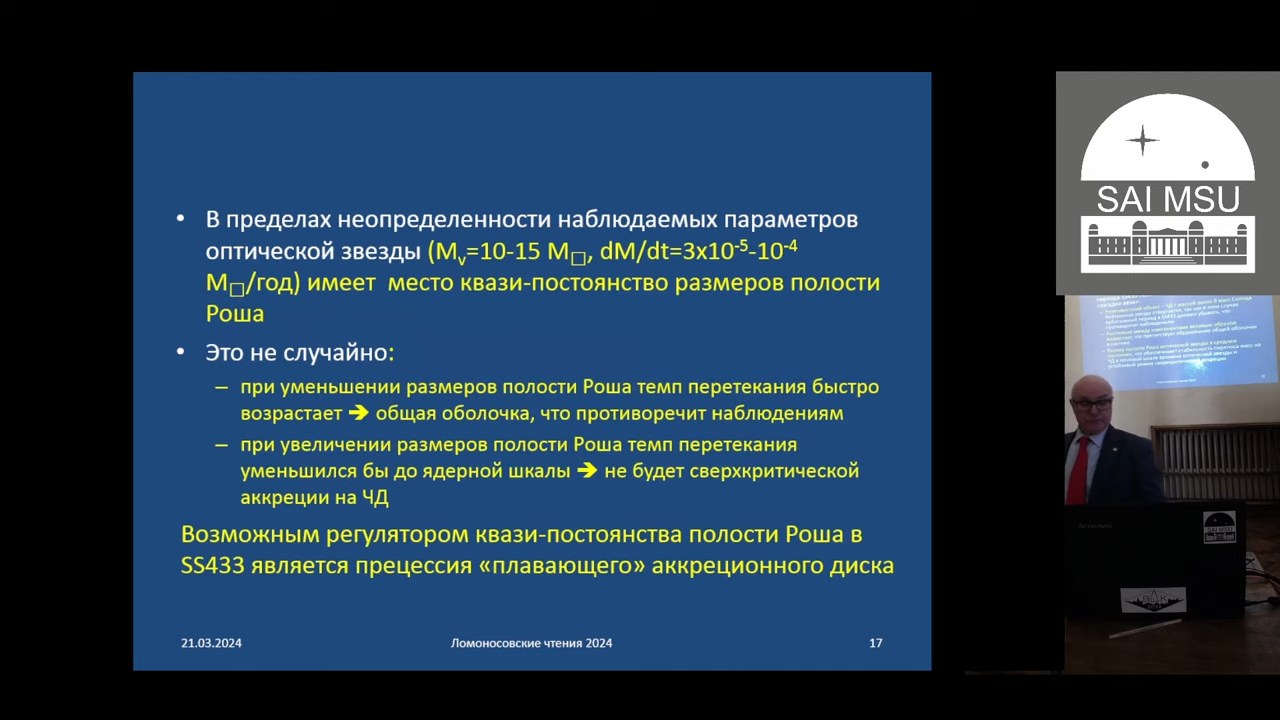 SAI MSU
• В пределах неопределенности наблюдаемых параметров
оптической звезды (Mv=10-15 M□, dM/dt=3x10-5-10-4
M□/год) имеет место квази-постоянство размеров полости
Роша
• Это не случайно:
– при уменьшении размеров полости Роша темп перетекания быстро
возрастает ➔ общая оболочка, что противоречит наблюдениям
– при увеличении размеров полости Роша темп перетекания
уменьшился бы до ядерной шкалы ➔ не будет сверхкритической
аккреции на ЧД
Возможным регулятором квази-постоянства полости Роша в
SS433 является прецессия «плавающего» аккреционного диска
21.03.2024 Ломоносовские чтения 2024 17